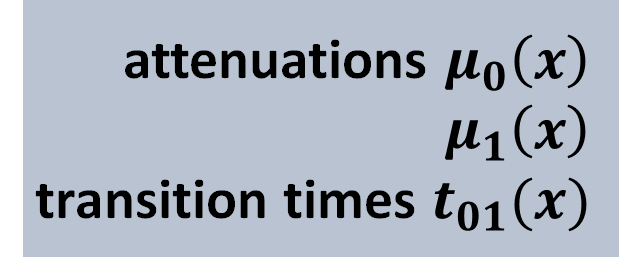 attenuations μ₀(x)
μ₁(x)
transition times t₀₁(x)